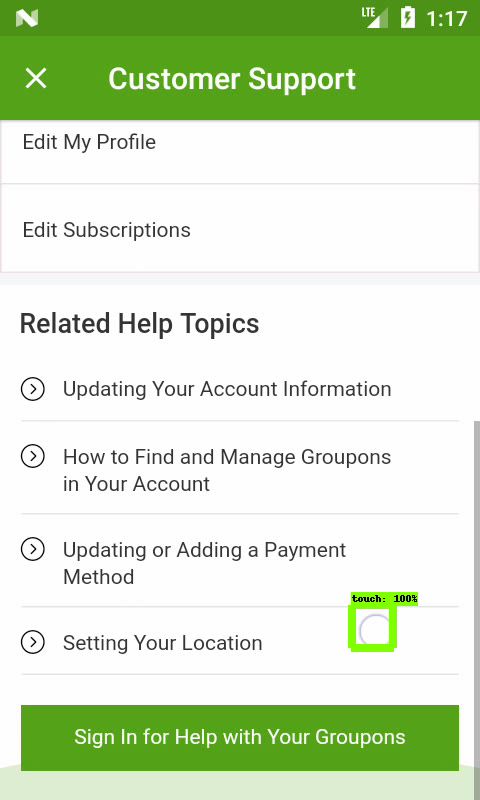 LTE 1:17
Customer Support
Edit My Profile
Edit Subscriptions
Related Help Topics
Updating Your Account Information
How to Find and Manage Groupons
in Your Account
Updating or Adding a Payment
Method
touch: 100%
Setting Your Location
Sign In for Help with Your Groupons